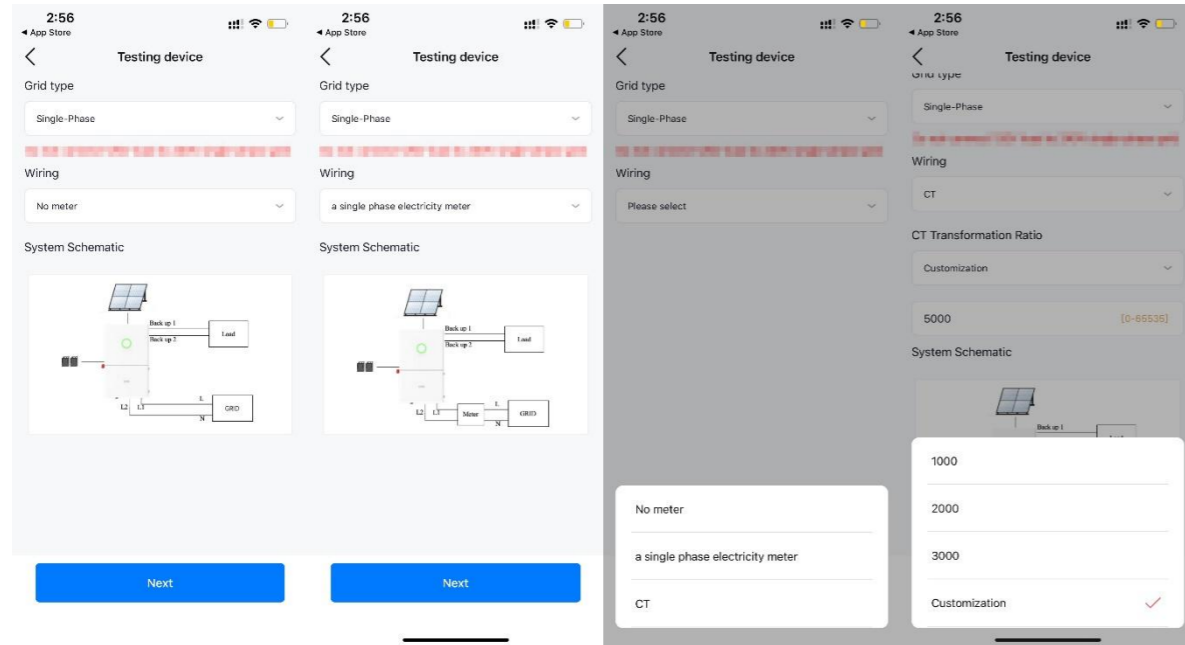 2:56
App Store
Testing device
Grid type
Single-Phase
Wiring
No meter
System Schematic
Back up 1
Back up 2
Load
L2 L1
L
N
GRID
Next
2:56
App Store
Testing device
Grid type
Single-Phase
Wiring
a single phase electricity meter
System Schematic
Back up 1
Back up 2
Load
L2 L1
Meter
L
N
GRID
Next
2:56
App Store
Testing device
Grid type
Single-Phase
Wiring
Please select
No meter
a single phase electricity meter
CT
2:56
App Store
Testing device
Grid type
Single-Phase
Wiring
CT
CT Transformation Ratio
Customization
5000 [0-65535]
System Schematic
Back up 1
1000
2000
3000
Customization